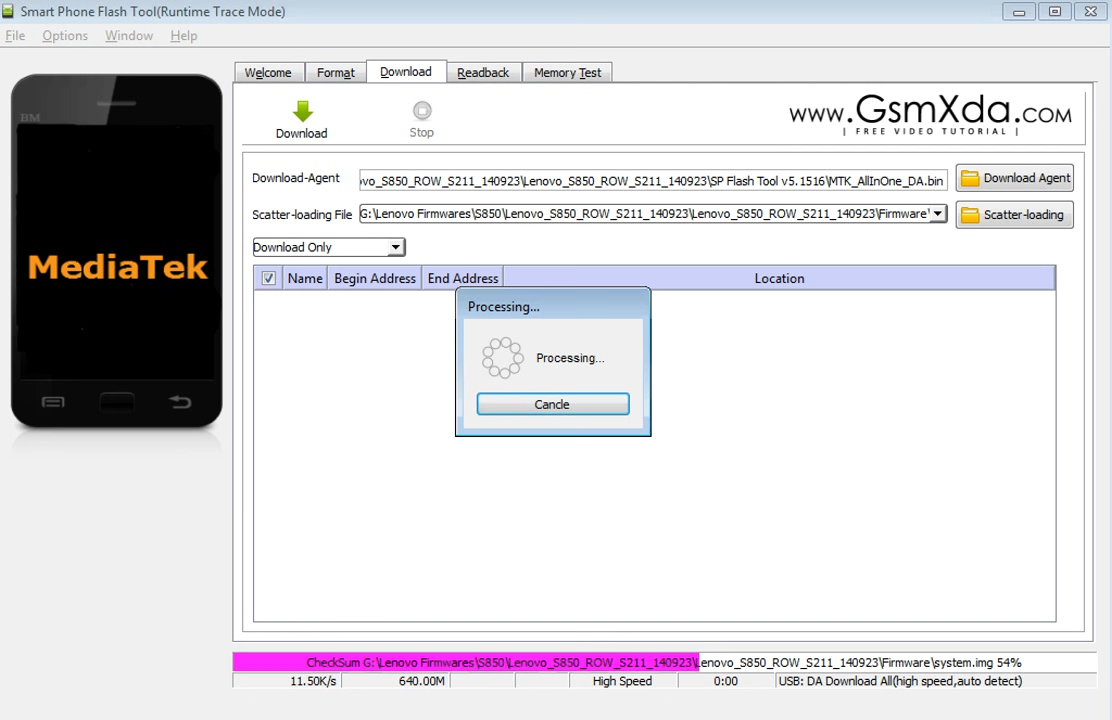 Smart Phone Flash Tool(Runtime Trace Mode)
File Options Window Help
Welcome Format Download Readback Memory Test
BM
MediaTek
Download Stop
www.GsmXda.com
| FREE VIDEO TUTORIAL |
Download-Agent vo_S850_ROW_S211_140923\Lenovo_S850_ROW_S211_140923\SP Flash Tool v5.1516\MTK_AllInOne_DA.bin Download Agent
Scatter-loading File G:\Lenovo Firmwares\S850\Lenovo_S850_ROW_S211_140923\Lenovo_S850_ROW_S211_140923\Firmware\ Scatter-loading
Download Only
Name Begin Address End Address Location
Processing...
Processing...
Cancle
CheckSum G:\Lenovo Firmwares\S850\Lenovo_S850_ROW_S211_140923\Lenovo_S850_ROW_S211_140923\Firmware\system.img 54%
11.50K/s 640.00M High Speed 0:00 USB: DA Download All(high speed,auto detect)